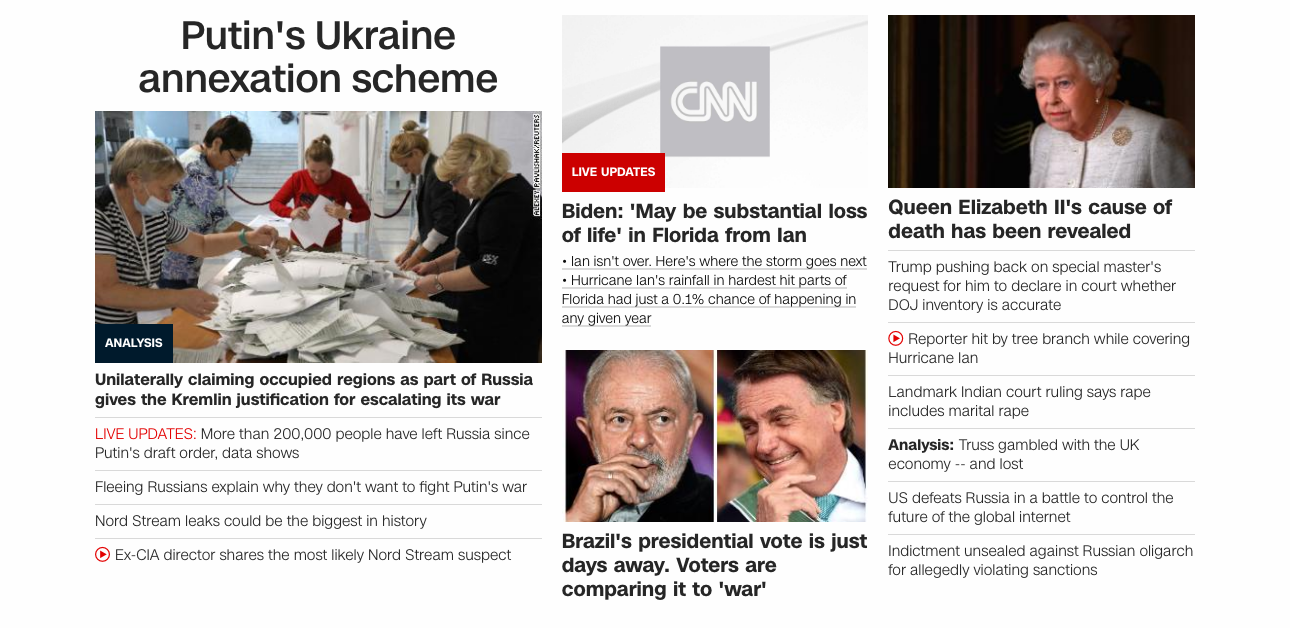 Putin's Ukraine
annexation scheme
ALEXEY PAVLISHAK/REUTERS
ANALYSIS
Unilaterally claiming occupied regions as part of Russia
gives the Kremlin justification for escalating its war
LIVE UPDATES: More than 200,000 people have left Russia since
Putin's draft order, data shows
Fleeing Russians explain why they don't want to fight Putin's war
Nord Stream leaks could be the biggest in history
Ex-CIA director shares the most likely Nord Stream suspect
CNN
LIVE UPDATES
Biden: 'May be substantial loss
of life' in Florida from Ian
• Ian isn't over. Here's where the storm goes next
• Hurricane Ian's rainfall in hardest hit parts of
Florida had just a 0.1% chance of happening in
any given year
Brazil's presidential vote is just
days away. Voters are
comparing it to 'war'
Queen Elizabeth II's cause of
death has been revealed
Trump pushing back on special master's
request for him to declare in court whether
DOJ inventory is accurate
Reporter hit by tree branch while covering
Hurricane Ian
Landmark Indian court ruling says rape
includes marital rape
Analysis: Truss gambled with the UK
economy -- and lost
US defeats Russia in a battle to control the
future of the global internet
Indictment unsealed against Russian oligarch
for allegedly violating sanctions